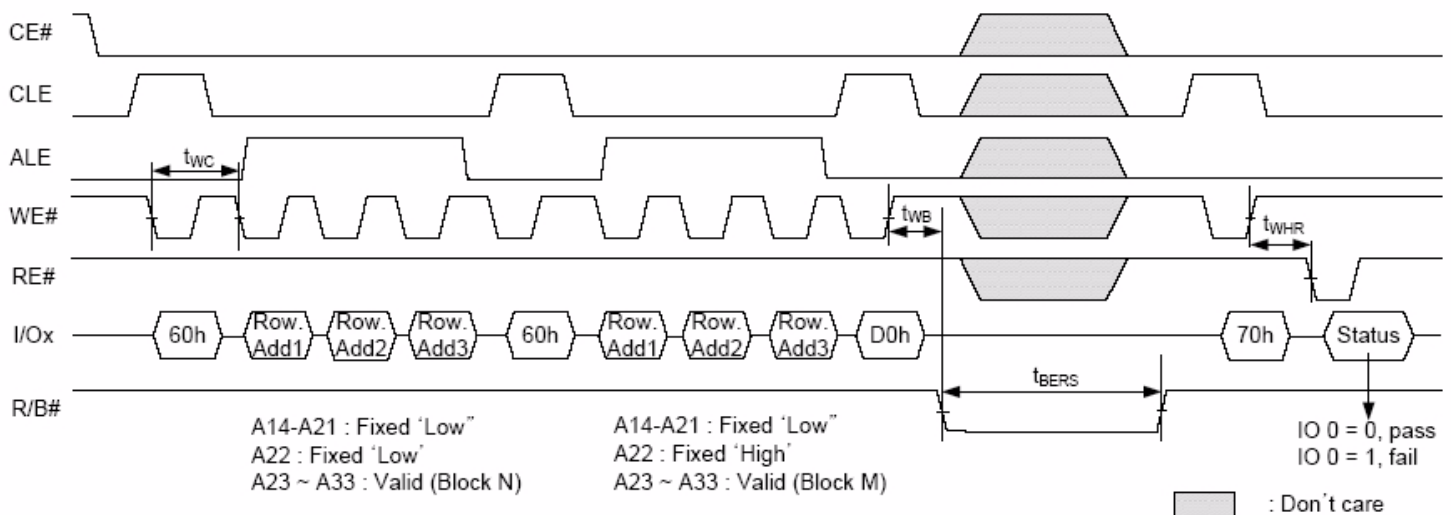 CE#
CLE
ALE
tWC
WE#
tWB
tWHR
RE#
I/Ox
60h
Row. Add1
Row. Add2
Row. Add3
60h
Row. Add1
Row. Add2
Row. Add3
D0h
70h
Status
tBERS
R/B#
A14-A21 : Fixed ‘Low”
A22 : Fixed ‘Low’
A23 ~ A33 : Valid (Block N)
A14-A21 : Fixed ‘Low”
A22 : Fixed ‘High’
A23 ~ A33 : Valid (Block M)
IO 0 = 0, pass
IO 0 = 1, fail
: Don´t care